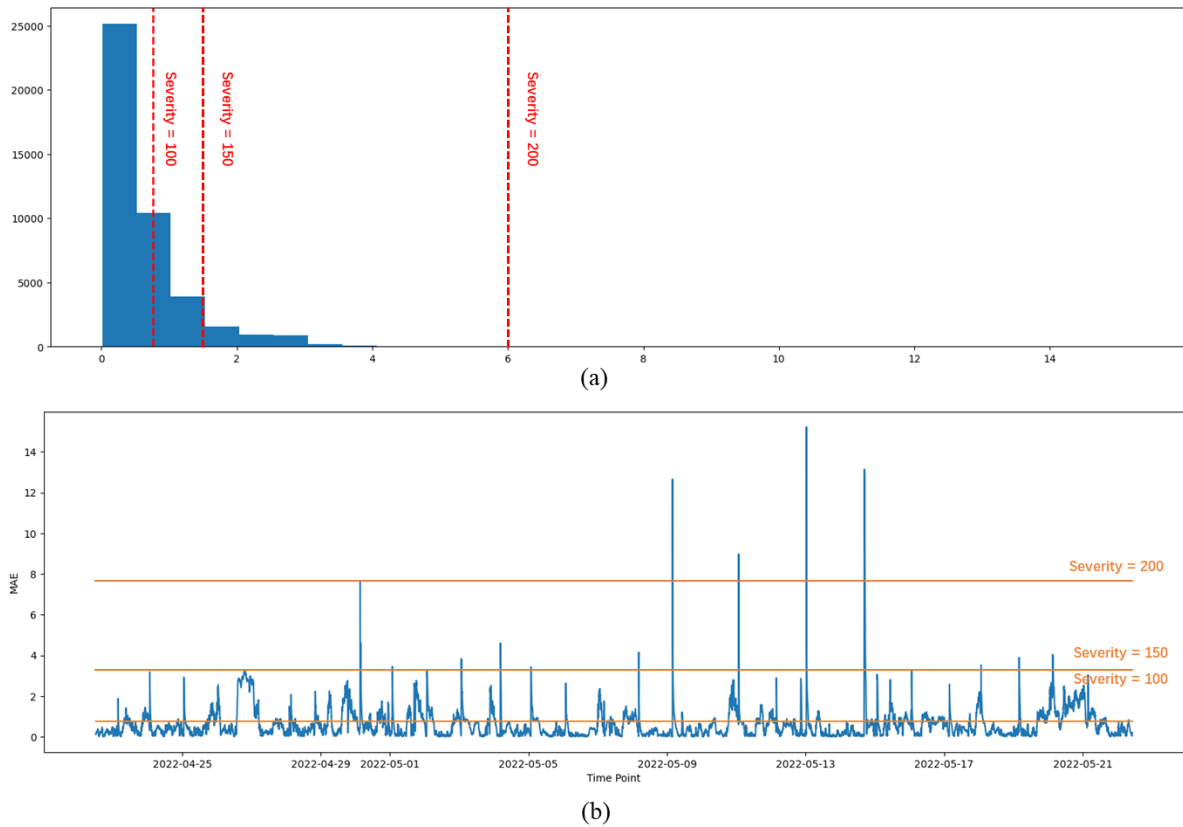 25000
20000
15000
10000
5000
0
Severity = 100
Severity = 150
Severity = 200
0 2 4 6 8 10 12 14
(a)
14
12
10
8
6
4
2
0
MAE
Severity = 200
Severity = 150
Severity = 100
2022-04-25 2022-04-29 2022-05-01 2022-05-05 2022-05-09 2022-05-13 2022-05-17 2022-05-21
Time Point
(b)